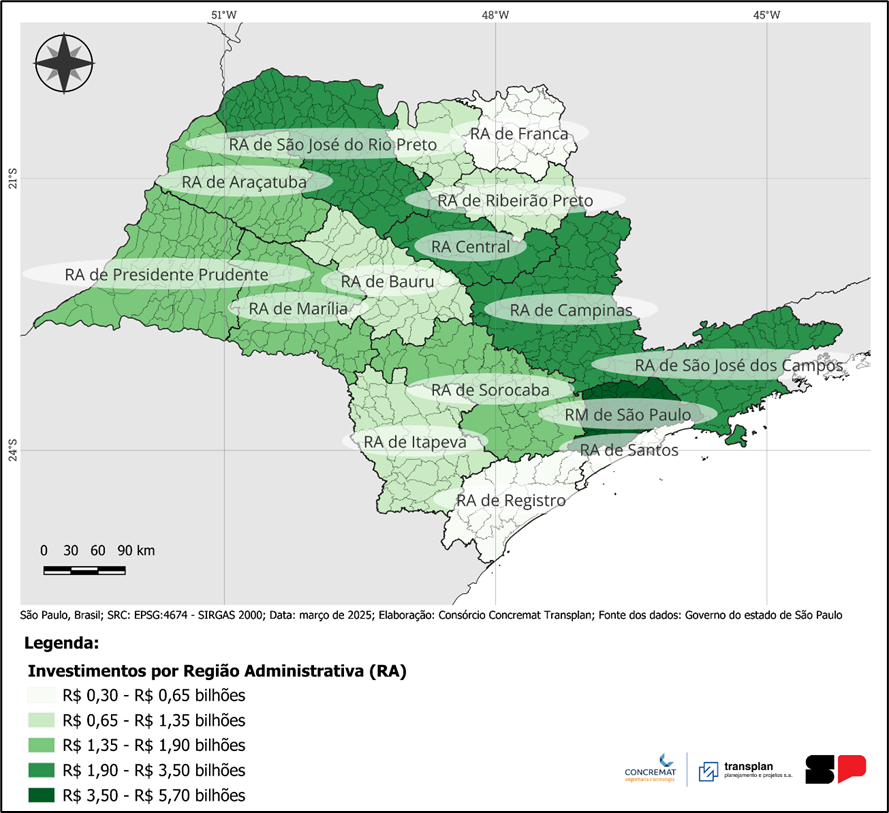 51°W 48°W 45°W
RA de Franca
RA de São José do Rio Preto
21°S
RA de Araçatuba
RA de Ribeirão Preto
RA Central
RA de Presidente Prudente
RA de Bauru
RA de Marília
RA de Campinas
RA de São José dos Campos
RA de Sorocaba
RM de São Paulo
RA de Itapeva
RA de Santos
24°S
RA de Registro
0 30 60 90 km
São Paulo, Brasil; SRC: EPSG:4674 - SIRGAS 2000; Data: março de 2025; Elaboração: Consórcio Concremat Transplan; Fonte dos dados: Governo do estado de São Paulo
Legenda:
Investimentos por Região Administrativa (RA)
R$ 0,30 - R$ 0,65 bilhões
R$ 0,65 - R$ 1,35 bilhões
R$ 1,35 - R$ 1,90 bilhões
R$ 1,90 - R$ 3,50 bilhões
R$ 3,50 - R$ 5,70 bilhões
CONCREMAT
engenharia e tecnologia
transplan
planejamento e projetos s.a.
SP